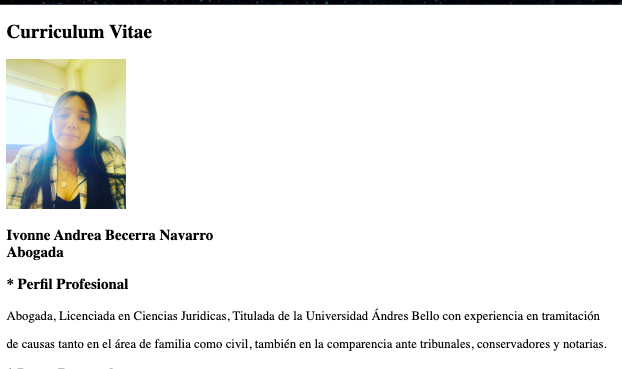 Curriculum Vitae
Ivonne Andrea Becerra Navarro
Abogada
* Perfil Profesional
Abogada, Licenciada en Ciencias Juridicas, Titulada de la Universidad Ándres Bello con experiencia en tramitación
de causas tanto en el área de familia como civil, también en la comparencia ante tribunales, conservadores y notarias.